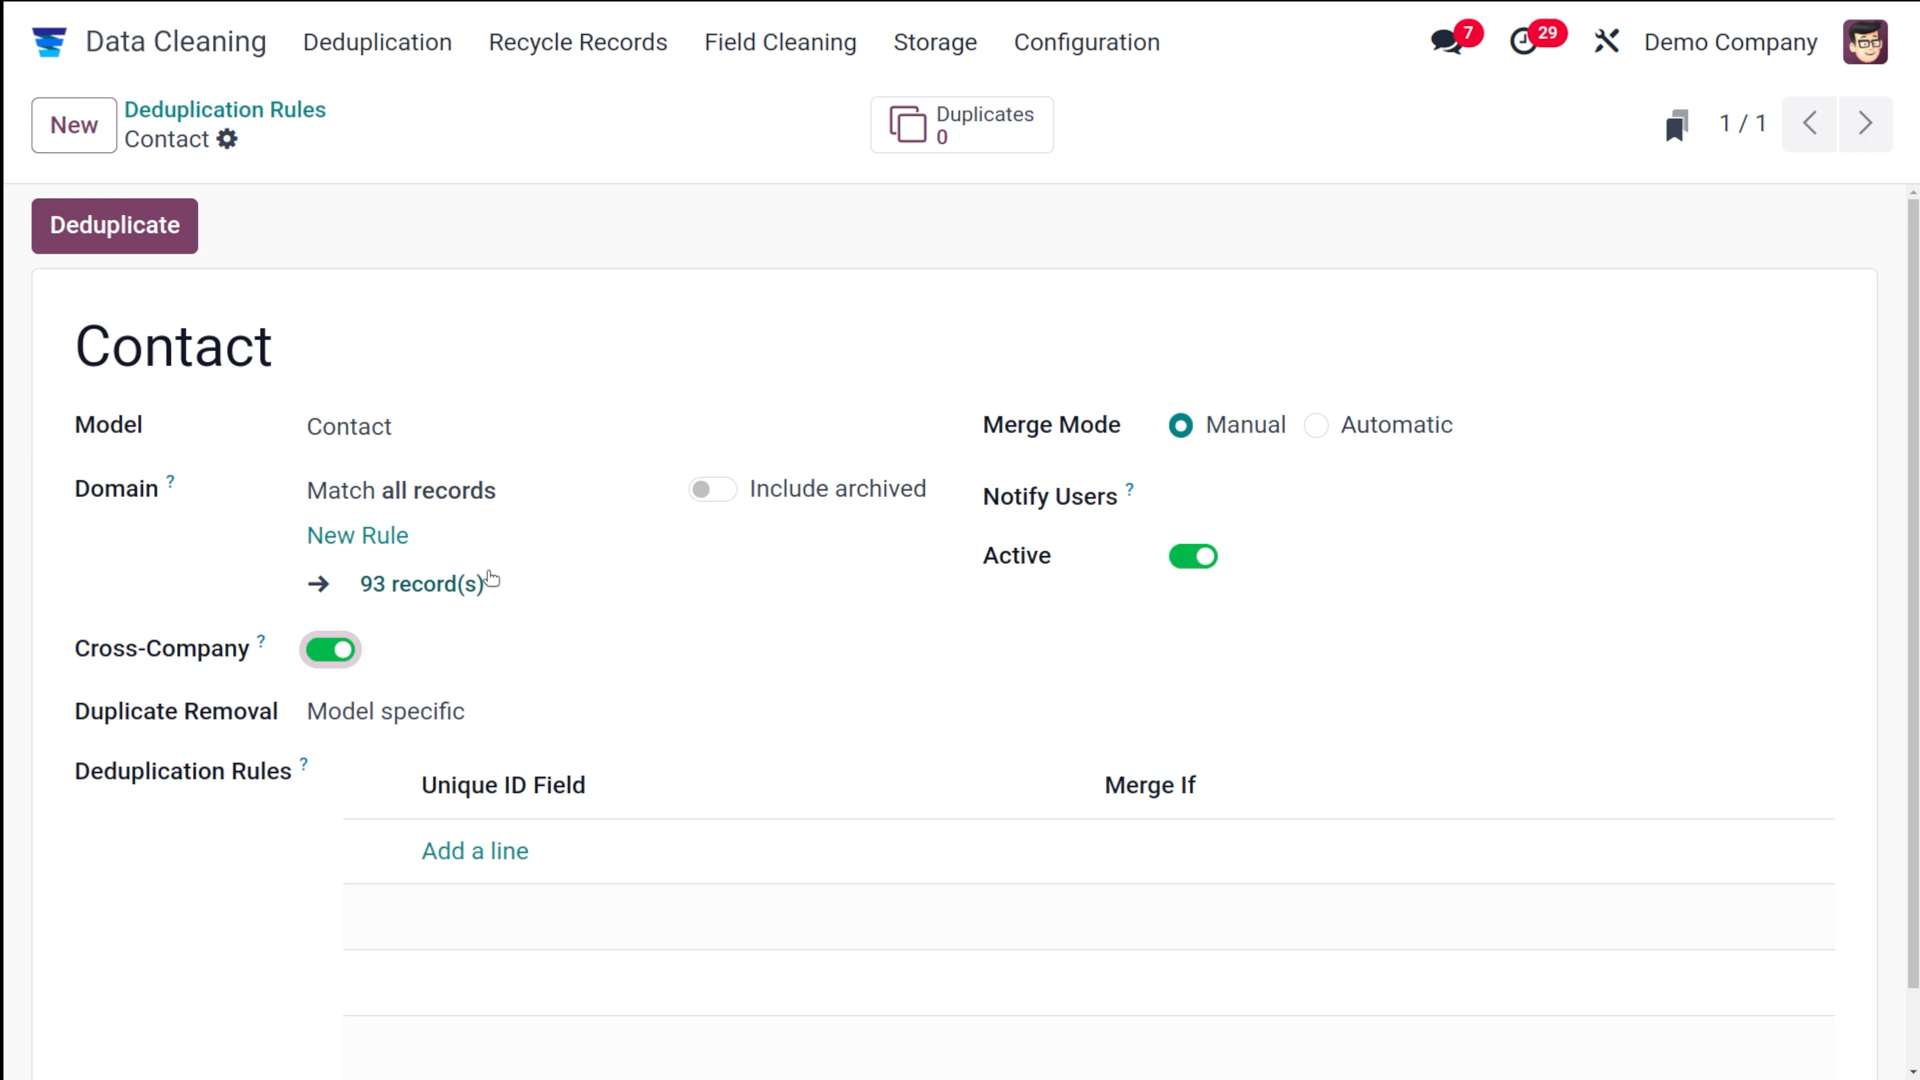 Data Cleaning Deduplication Recycle Records Field Cleaning Storage Configuration 7 29 Demo Company
New Deduplication Rules Duplicates
Contact 0 1 / 1
Deduplicate
Contact
Model Contact Merge Mode Manual Automatic
Domain ? Match all records Include archived Notify Users ?
New Rule
Active
93 record(s)
Cross-Company ?
Duplicate Removal Model specific
Deduplication Rules ?
Unique ID Field Merge If
Add a line